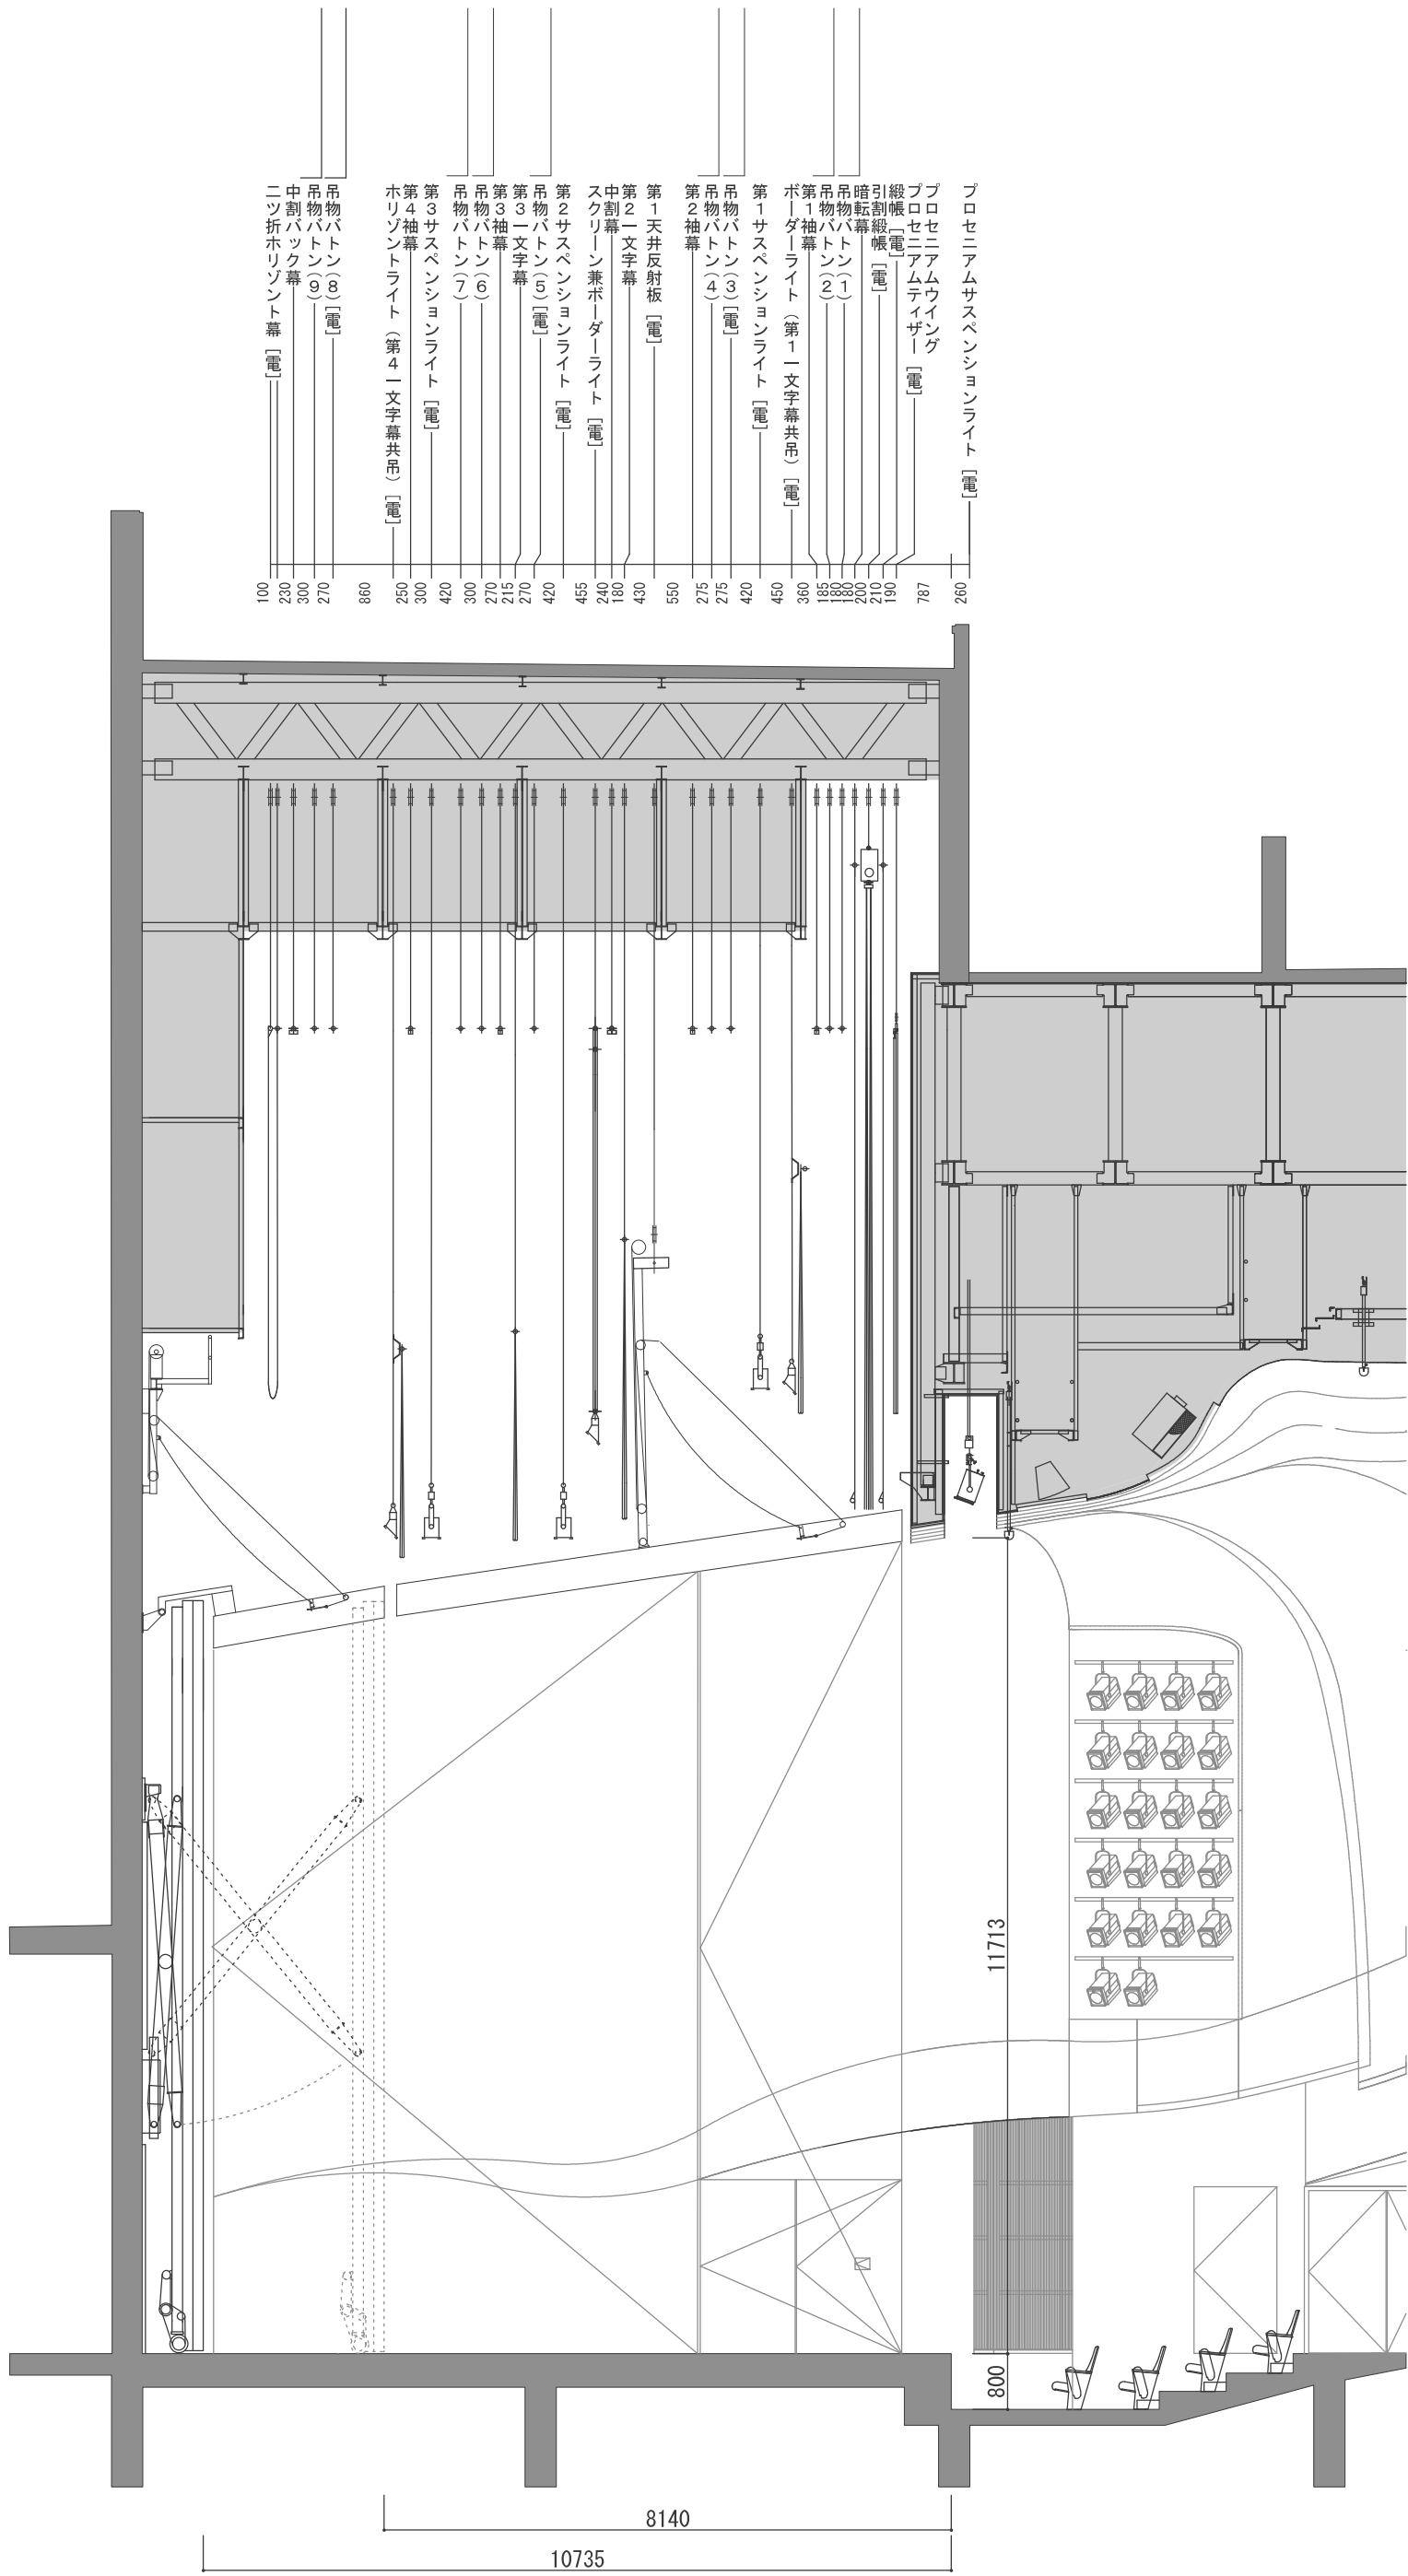 プロセニアムサスペンションライト [電]
プロセニアムウイング
プロセニアムティザー [電]
緞帳 [電]
引割緞帳 [電]
暗転幕
吊物バトン(1)
吊物バトン(2)
第1袖幕
ボーダーライト (第1一文字幕共吊) [電]
第1サスペンションライト [電]
吊物バトン(3) [電]
吊物バトン(4)
第2袖幕
第1天井反射板 [電]
第2一文字幕
中割幕
スクリーン兼ボーダーライト [電]
第2サスペンションライト [電]
吊物バトン(5) [電]
第3一文字幕
第3袖幕
吊物バトン(6)
吊物バトン(7)
第3サスペンションライト [電]
第4袖幕
ホリゾントライト (第4一文字幕共吊) [電]
吊物バトン(8) [電]
吊物バトン(9)
中割バック幕
二ツ折ホリゾント幕 [電]
100
230
300
270
860
250
300
420
300
270
215
270
420
455
240
180
430
550
275
275
420
450
360
185
180
180
200
210
190
787
260
11713
800
8140
10735